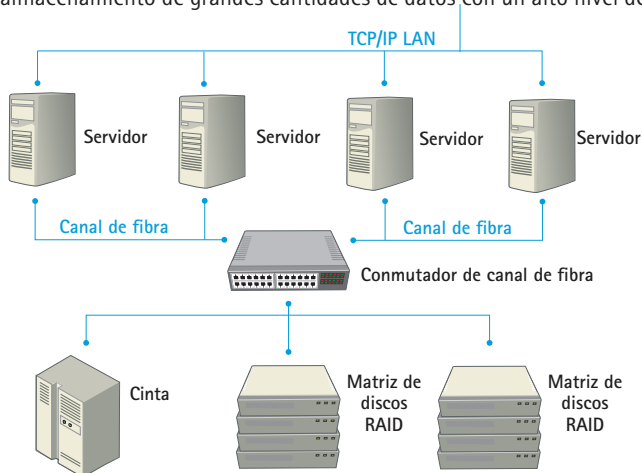 almacenamiento de grandes cantidades de datos con un alto nivel de
TCP/IP LAN
Servidor
Servidor
Servidor
Servidor
Canal de fibra
Canal de fibra
Conmutador de canal de fibra
Cinta
Matriz de
discos
RAID
Matriz de
discos
RAID